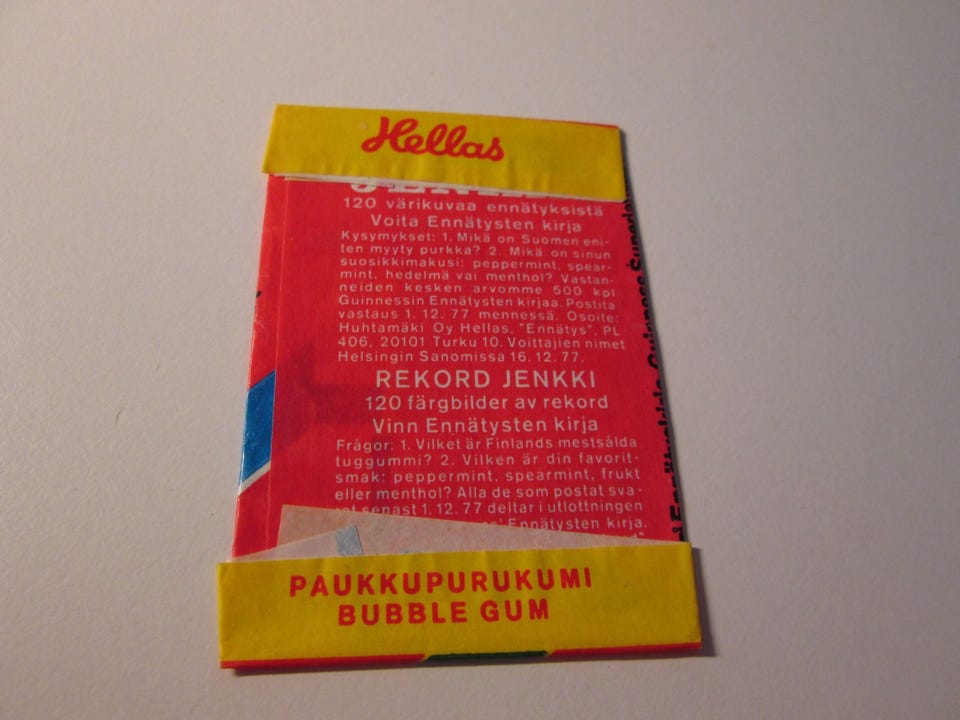 Hellas
120 värikuvaa ennätyksistä
Voita Ennätysten kirja
Kysymykset: 1. Mikä on Suomen eni-
ten myyty purkka? 2. Mikä on sinun
suosikkimakusi: peppermint, spear-
mint, hedelmä vai menthol? Vastan-
neiden kesken arvomme 500 kpl
Guinnessin Ennätysten kirjaa. Postita
vastaus 1. 12. 77 mennessä. Osoite:
Huhtamäki Oy Hellas, "Ennätys", PL
406, 20101 Turku 10. Voittajien nimet
Helsingin Sanomissa 16. 12. 77.
REKORD JENKKI
120 färgbilder av rekord
Vinn Ennätysten kirja
Frågor: 1. Vilket är Finlands mestsålda
tuggummi? 2. Vilken är din favorit-
smak: peppermint, spearmint, frukt
eller menthol? Alla de som postat sva-
senast 1. 12. 77 deltar i utlottningen
Ennätysten kirja.
PAUKKUPURUKUMI
BUBBLE GUM